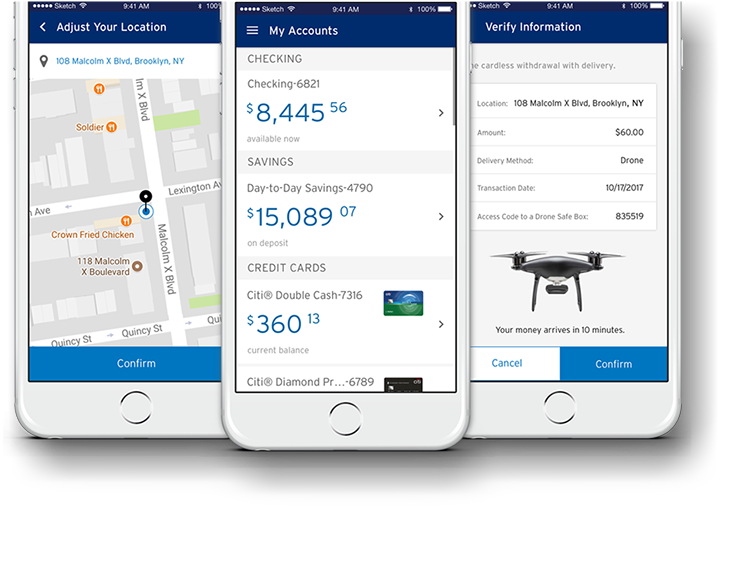 Sketch 9:41 AM
Adjust Your Location
108 Malcolm X Blvd, Brooklyn, NY
Malcolm X Blvd
Soldier
Lexington Ave
Ave
Crown Fried Chicken
Malcolm X Blvd
118 Malcolm
X Boulevard
Quincy St
Quincy St
Confirm
Sketch 9:41 AM 100%
My Accounts
CHECKING
Checking-6821
$8,445 56
available now
SAVINGS
Day-to-Day Savings-4790
$15,089 07
on deposit
CREDIT CARDS
Citi® Double Cash-7316
$360 13
current balance
Citi® Diamond Pr...-6789
citi
Sketch 9:41 AM 100%
Verify Information
cardless withdrawal with delivery.
Location: 108 Malcolm X Blvd, Brooklyn, NY
Amount: $60.00
Delivery Method: Drone
Transaction Date: 10/17/2017
Access Code to a Drone Safe Box: 835519
Your money arrives in 10 minutes.
Cancel
Confirm